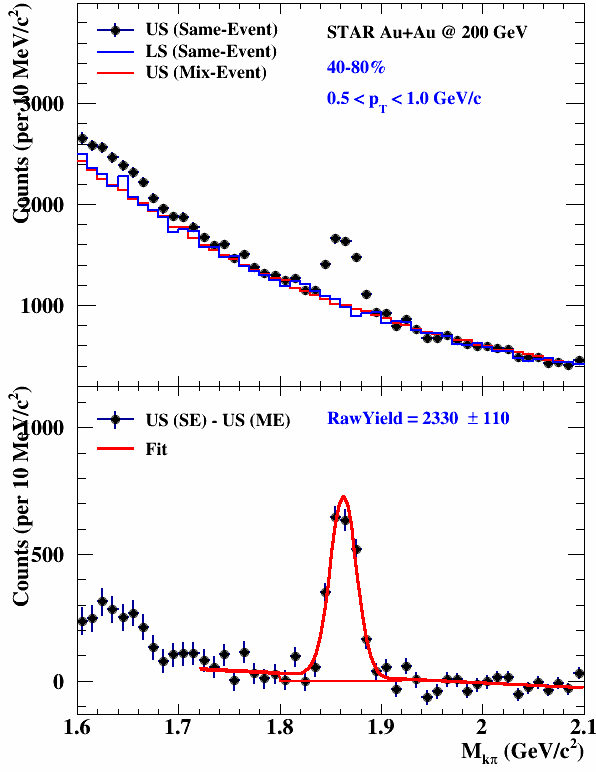 US (Same-Event)
LS (Same-Event)
US (Mix-Event)
STAR Au+Au @ 200 GeV
40-80%
0.5 < pT < 1.0 GeV/c
Counts (per 10 MeV/c²)
3000
2000
1000
US (SE) - US (ME)
Fit
RawYield = 2330 ± 110
Counts (per 10 MeV/c²)
1000
500
0
1.6 1.7 1.8 1.9 2 2.1
Mkπ (GeV/c²)